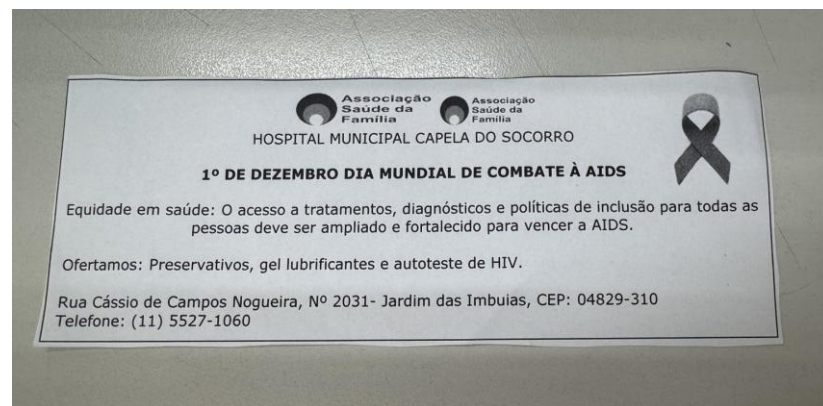 Associação
Saúde da
Família
Associação
Saúde da
Família
HOSPITAL MUNICIPAL CAPELA DO SOCORRO
1º DE DEZEMBRO DIA MUNDIAL DE COMBATE À AIDS
Equidade em saúde: O acesso a tratamentos, diagnósticos e políticas de inclusão para todas as
pessoas deve ser ampliado e fortalecido para vencer a AIDS.
Ofertamos: Preservativos, gel lubrificantes e autoteste de HIV.
Rua Cássio de Campos Nogueira, Nº 2031- Jardim das Imbuias, CEP: 04829-310
Telefone: (11) 5527-1060